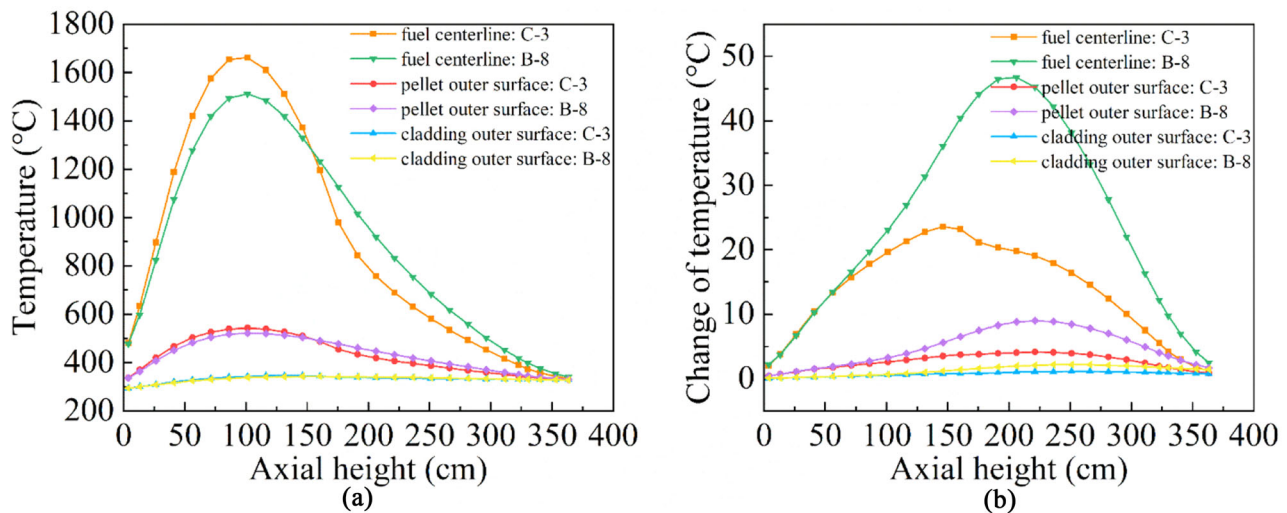 1800
1600
1400
1200
1000
800
600
400
200
Temperature (°C)
fuel centerline: C-3
fuel centerline: B-8
pellet outer surface: C-3
pellet outer surface: B-8
cladding outer surface: C-3
cladding outer surface: B-8
0 50 100 150 200 250 300 350 400
Axial height (cm)
(a)
50
40
30
20
10
0
Change of temperature (°C)
fuel centerline: C-3
fuel centerline: B-8
pellet outer surface: C-3
pellet outer surface: B-8
cladding outer surface: C-3
cladding outer surface: B-8
0 50 100 150 200 250 300 350 400
Axial height (cm)
(b)